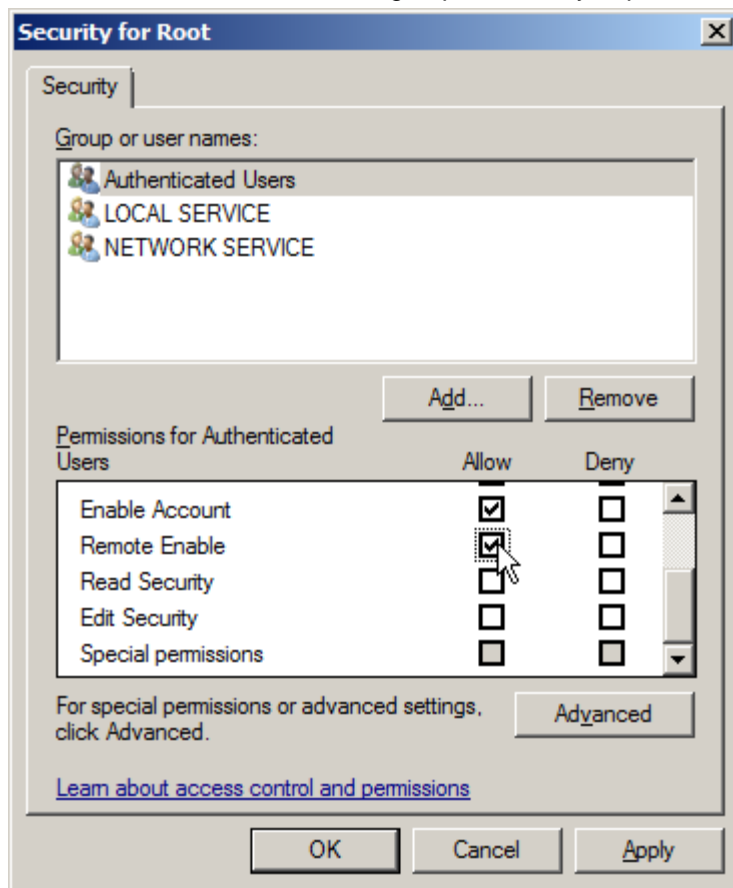 Security for Root
Security
Group or user names:
Authenticated Users
LOCAL SERVICE
NETWORK SERVICE
Add...
Remove
Permissions for Authenticated
Users
Allow
Deny
Enable Account
Remote Enable
Read Security
Edit Security
Special permissions
For special permissions or advanced settings,
click Advanced.
Advanced
Learn about access control and permissions
OK
Cancel
Apply